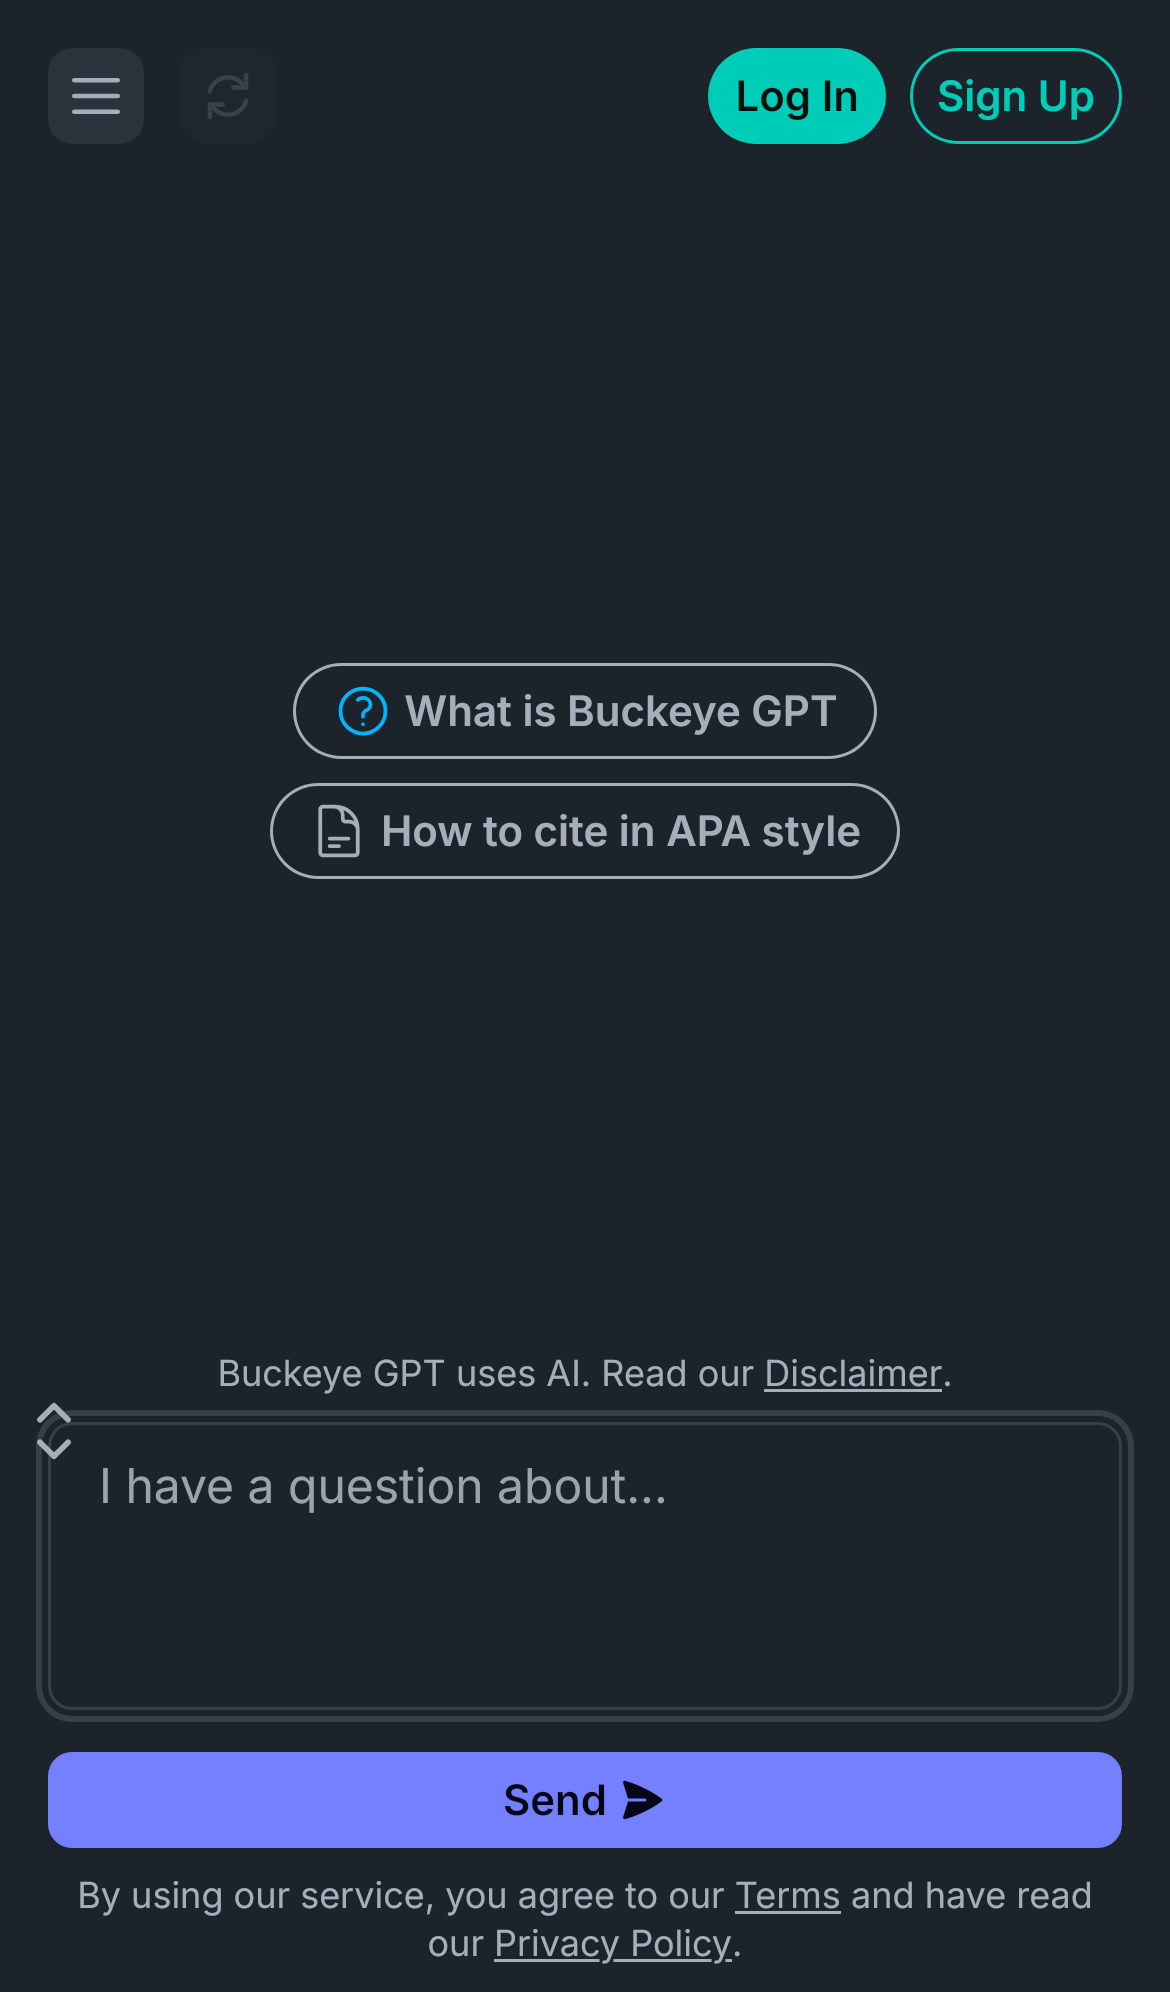 Log In
Sign Up
What is Buckeye GPT
How to cite in APA style
Buckeye GPT uses AI. Read our Disclaimer.
I have a question about...
Send
By using our service, you agree to our Terms and have read
our Privacy Policy.